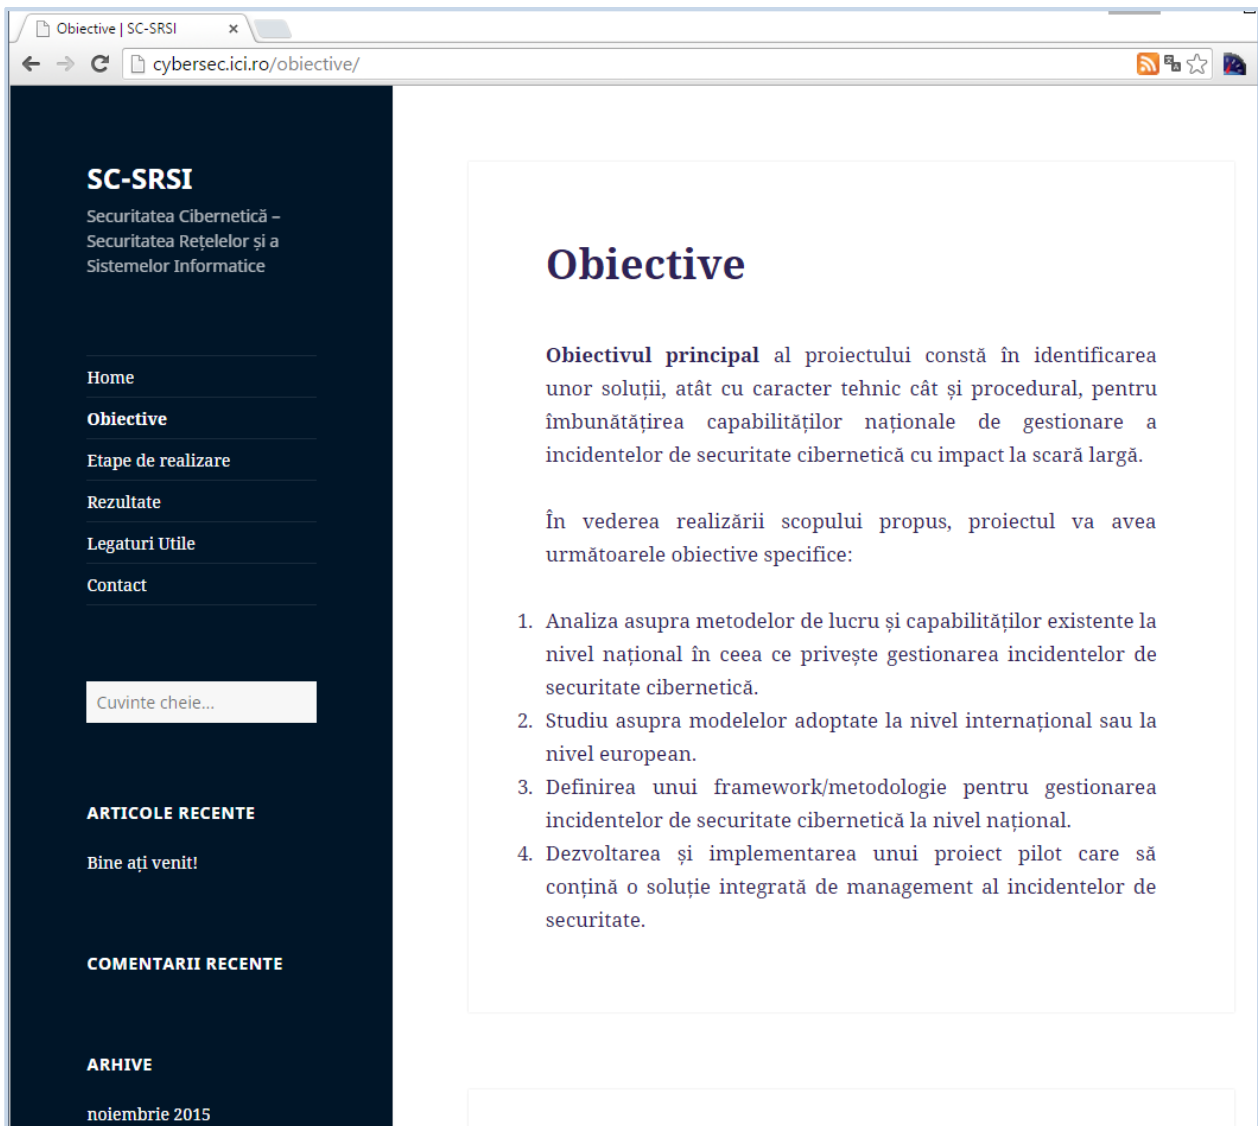 Obiective | SC-SRSI
cybersec.ici.ro/obiective/
SC-SRSI
Securitatea Cibernetică –
Securitatea Rețelelor și a
Sistemelor Informatice
Home
Obiective
Etape de realizare
Rezultate
Legaturi Utile
Contact
Cuvinte cheie...
ARTICOLE RECENTE
Bine ați venit!
COMENTARII RECENTE
ARHIVE
noiembrie 2015
Obiective
Obiectivul principal al proiectului constă în identificarea
unor soluții, atât cu caracter tehnic cât și procedural, pentru
îmbunătățirea capabilităților naționale de gestionare a
incidentelor de securitate cibernetică cu impact la scară largă.
În vederea realizării scopului propus, proiectul va avea
următoarele obiective specifice:
1. Analiza asupra metodelor de lucru și capabilităților existente la
nivel național în ceea ce privește gestionarea incidentelor de
securitate cibernetică.
2. Studiu asupra modelelor adoptate la nivel internațional sau la
nivel european.
3. Definirea unui framework/metodologie pentru gestionarea
incidentelor de securitate cibernetică la nivel național.
4. Dezvoltarea și implementarea unui proiect pilot care să
conțină o soluție integrată de management al incidentelor de
securitate.